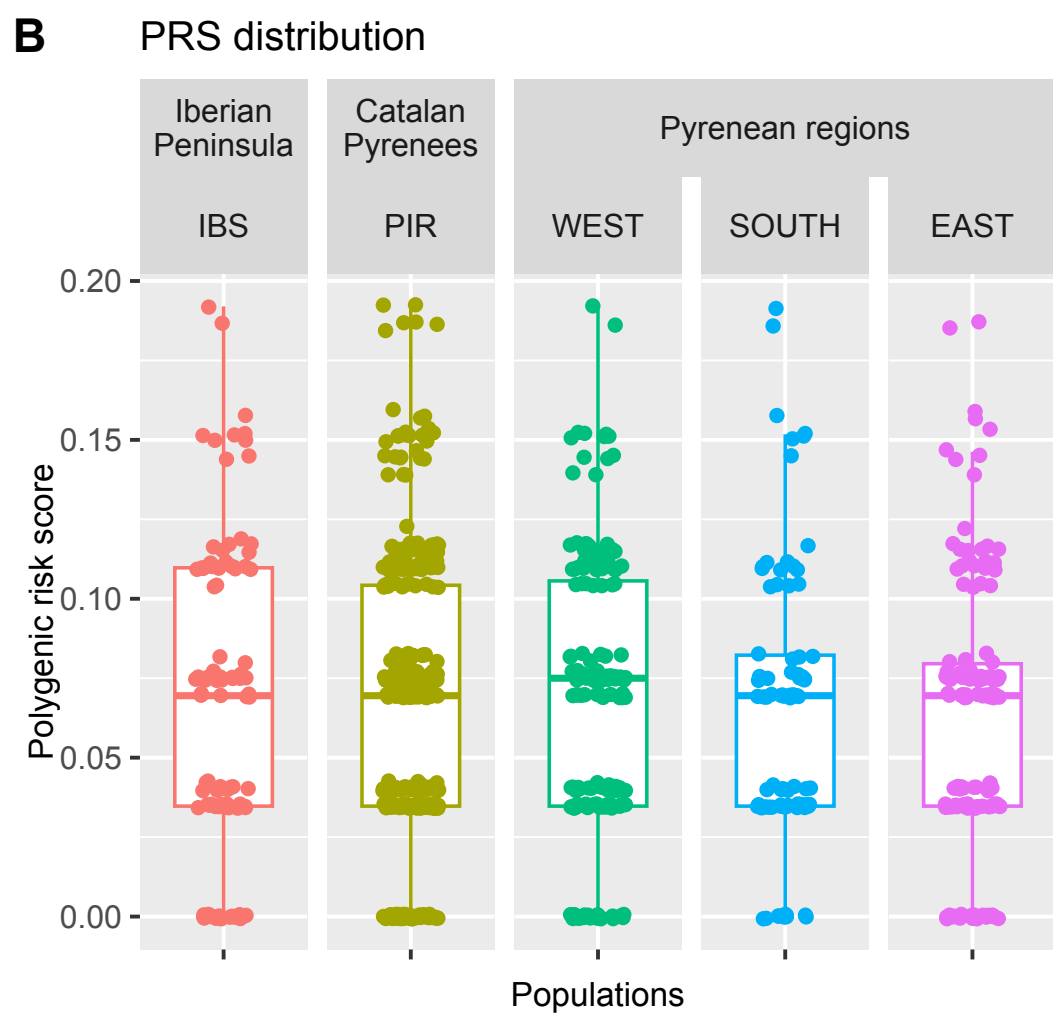 B
PRS distribution
Iberian
Peninsula
Catalan
Pyrenees
Pyrenean regions
IBS
PIR
WEST
SOUTH
EAST
Polygenic risk score
0.20
0.15
0.10
0.05
0.00
Populations